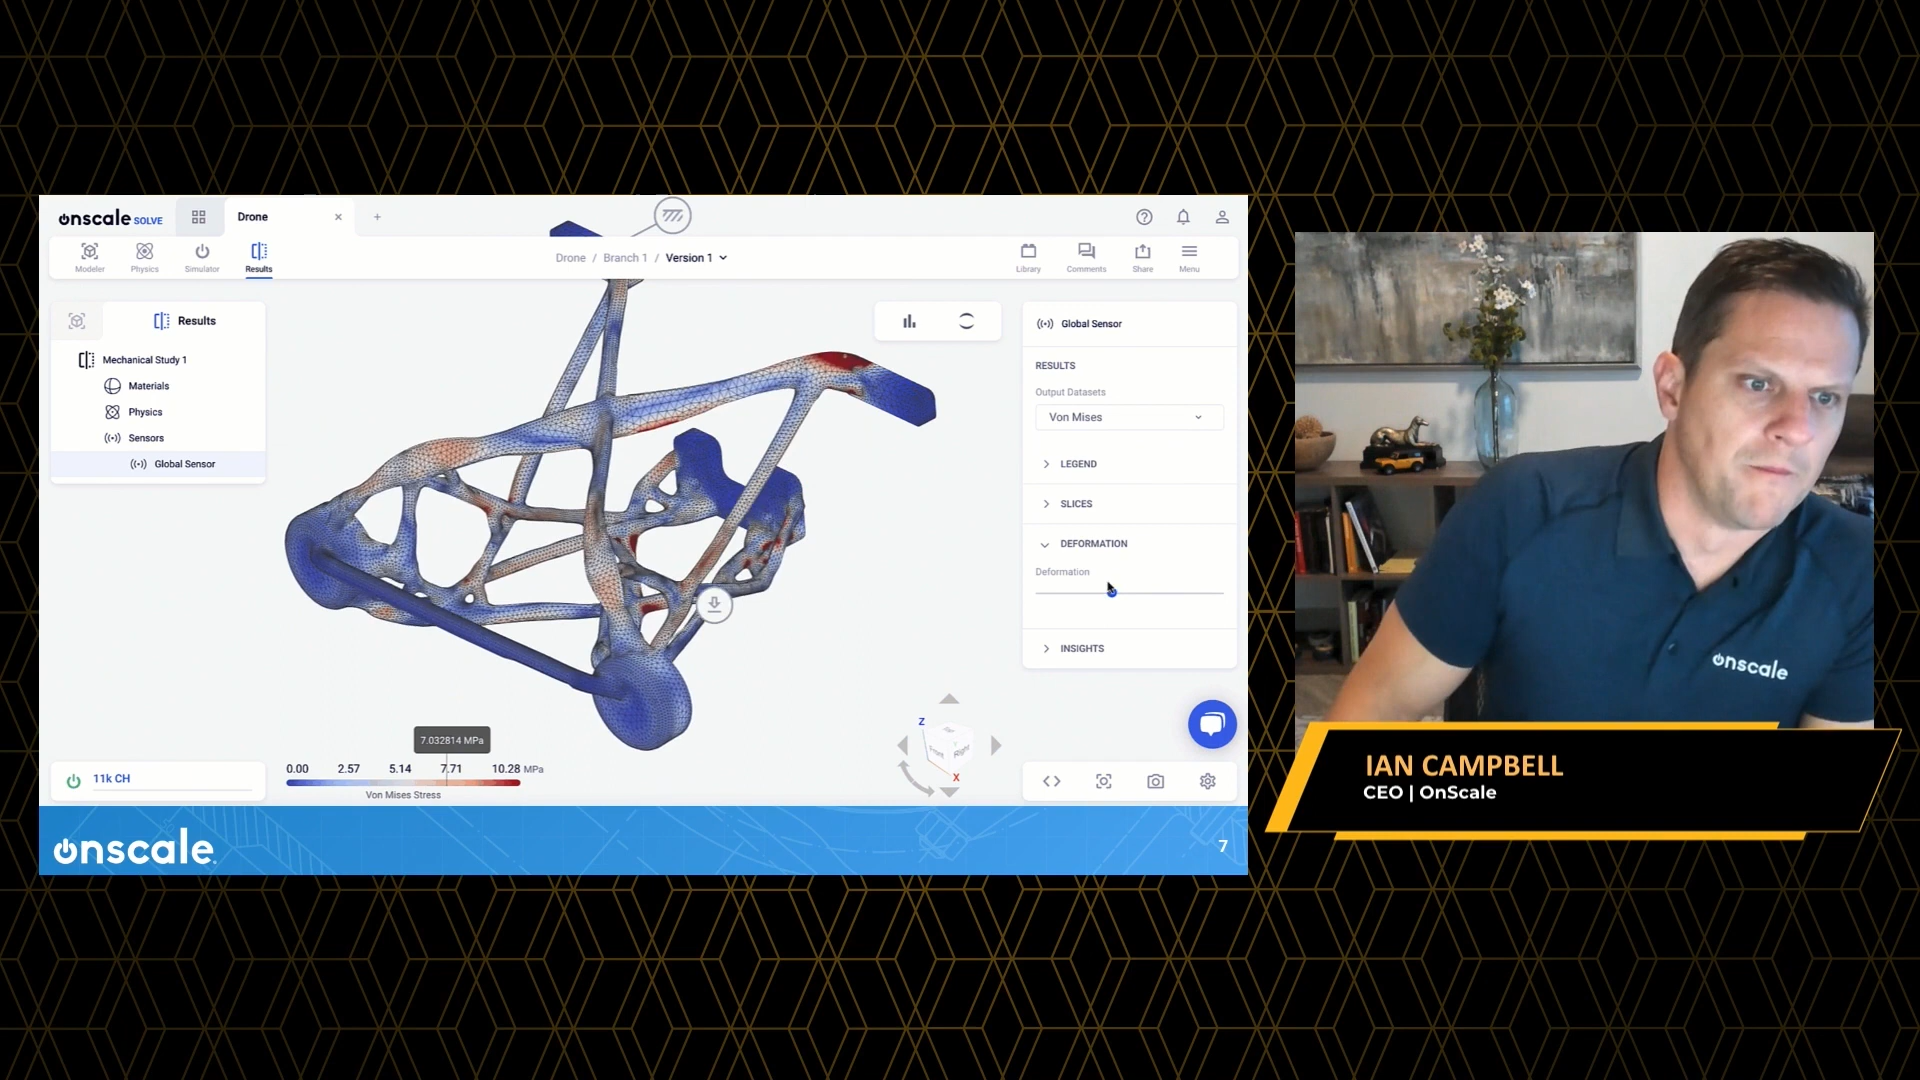 onscale SOLVE
Drone
Modeler
Physics
Simulator
Results
Drone / Branch 1 / Version 1
Library
Comments
Share
Menu
Results
Mechanical Study 1
Materials
Physics
Sensors
Global Sensor
Global Sensor
RESULTS
Output Datasets
Von Mises
LEGEND
SLICES
DEFORMATION
Deformation
INSIGHTS
7.032814 MPa
0.00 2.57 5.14 7.71 10.28 MPa
Von Mises Stress
11k CH
Z
Right
X
onscale
7
onscale
IAN CAMPBELL
CEO | OnScale